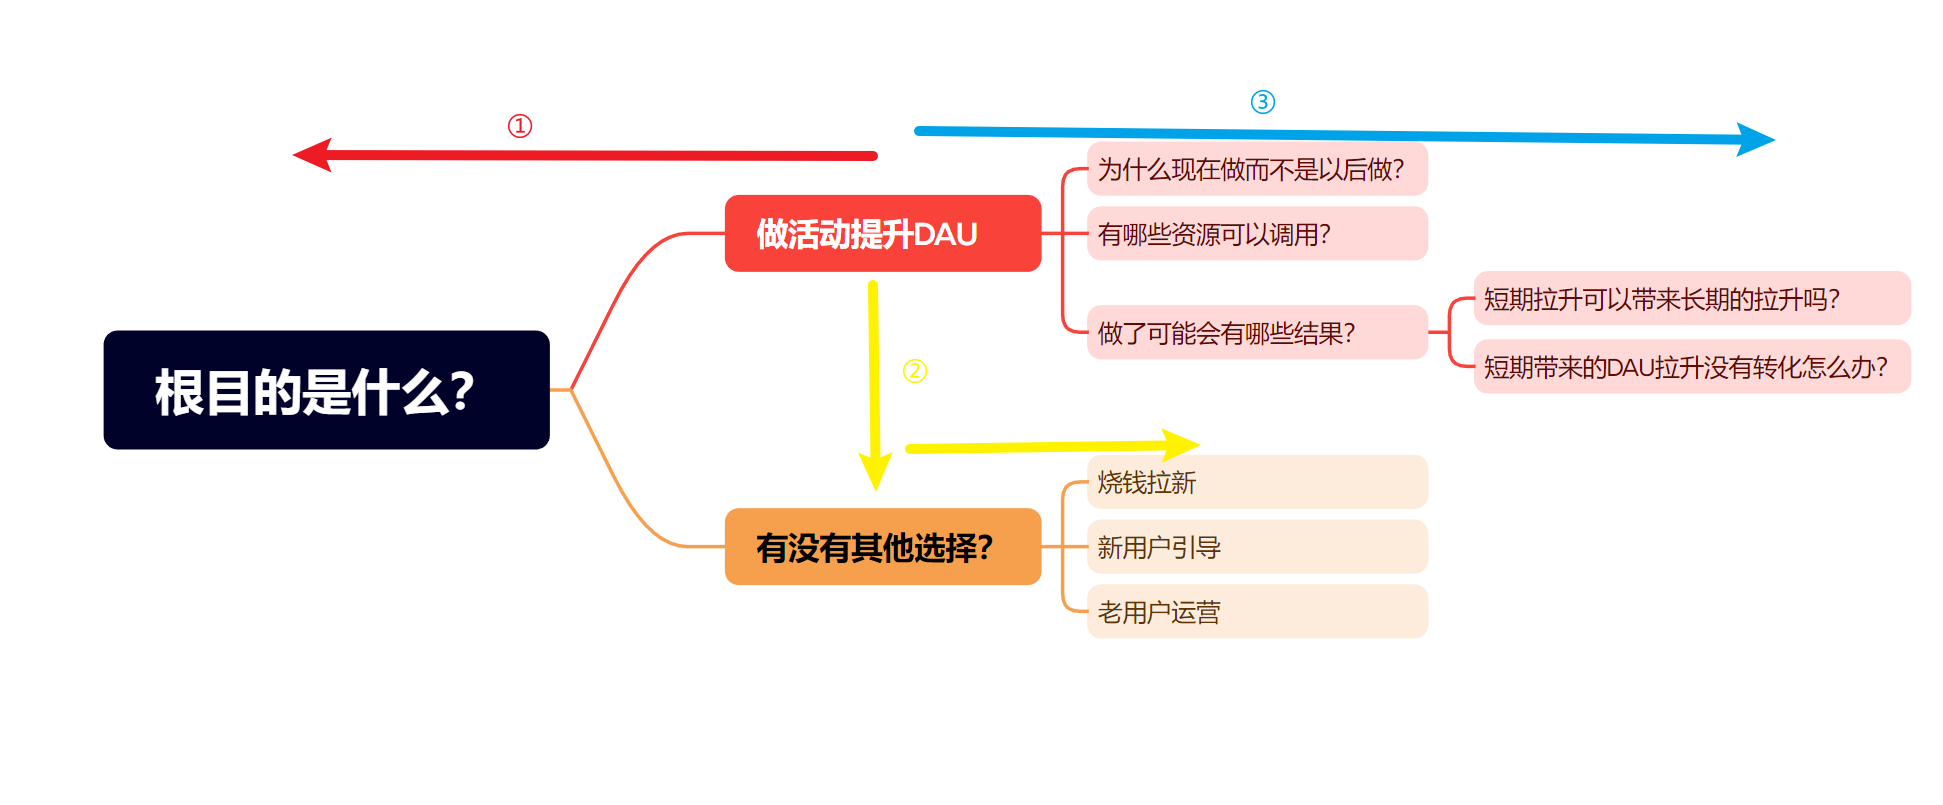 ①
③
为什么现在做而不是以后做？
做活动提升DAU
有哪些资源可以调用？
短期拉升可以带来长期的拉升吗？
做了可能会有哪些结果？
短期带来的DAU拉升没有转化怎么办？
②
根目的是什么？
烧钱拉新
有没有其他选择？
新用户引导
老用户运营